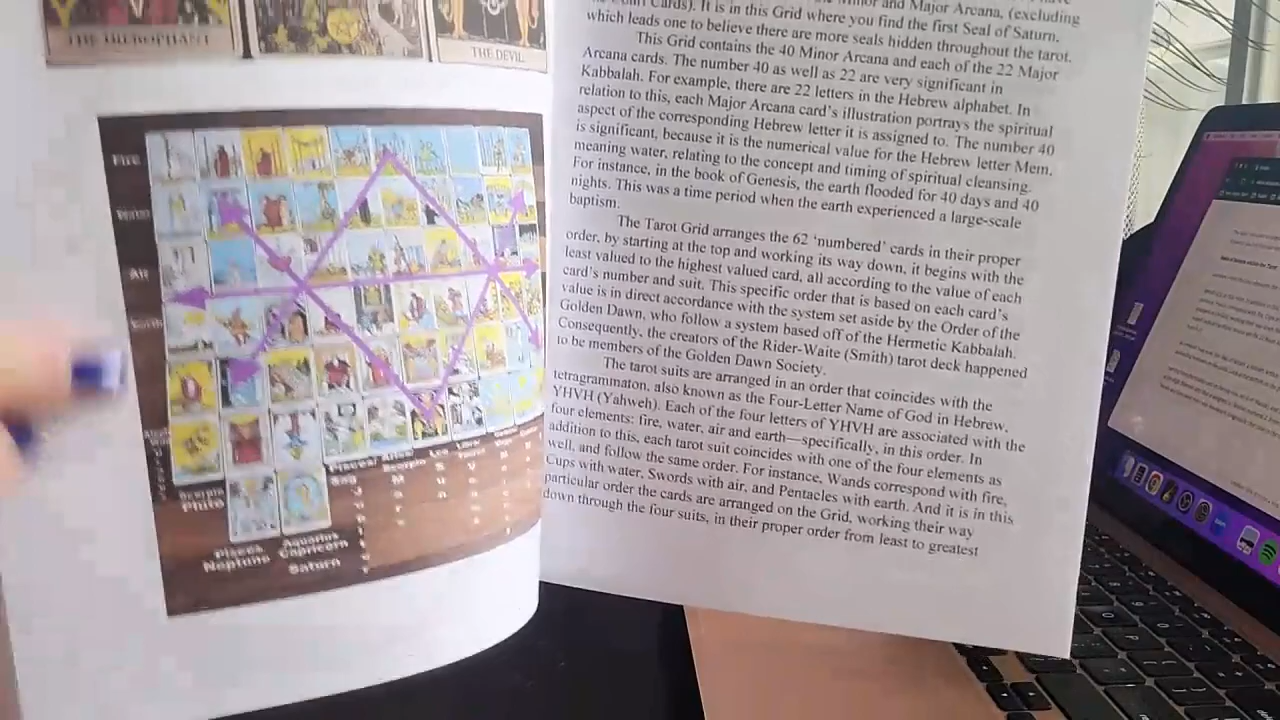 THE HIEROPHANT
THE DEVIL
Fire
Water
Air
Earth
Scorpio
Pluto
Pisces
Neptune
Aquarius
Capricorn
Saturn
Pisces
Sag
Aries
Scorpio
Leo
Minor and Major Arcana, (excluding
Cards). It is in this Grid where you find the first Seal of Saturn,
which leads one to believe there are more seals hidden throughout the tarot.
This Grid contains the 40 Minor Arcana and each of the 22 Major
Arcana cards. The number 40 as well as 22 are very significant in
Kabbalah. For example, there are 22 letters in the Hebrew alphabet. In
relation to this, each Major Arcana card's illustration portrays the spiritual
aspect of the corresponding Hebrew letter it is assigned to. The number 40
is significant, because it is the numerical value for the Hebrew letter Mem,
meaning water, relating to the concept and timing of spiritual cleansing.
For instance, in the book of Genesis, the earth flooded for 40 days and 40
nights. This was a time period when the earth experienced a large-scale
baptism.
The Tarot Grid arranges the 62 'numbered' cards in their proper
order, by starting at the top and working its way down, it begins with the
least valued to the highest valued card, all according to the value of each
card's number and suit. This specific order that is based on each card's
value is in direct accordance with the system set aside by the Order of the
Golden Dawn, who follow a system based off of the Hermetic Kabbalah.
Consequently, the creators of the Rider-Waite (Smith) tarot deck happened
to be members of the Golden Dawn Society.
The tarot suits are arranged in an order that coincides with the
tetragrammaton, also known as the Four-Letter Name of God in Hebrew.
YHVH (Yahweh). Each of the four letters of YHVH are associated with the
four elements: fire, water, air and earth—specifically, in this order. In
addition to this, each tarot suit coincides with one of the four elements as
well, and follow the same order. For instance, Wands correspond with fire,
Cups with water, Swords with air, and Pentacles with earth. And it is in this
particular order the cards are arranged on the Grid, working their way
down through the four suits, in their proper order from least to greatest